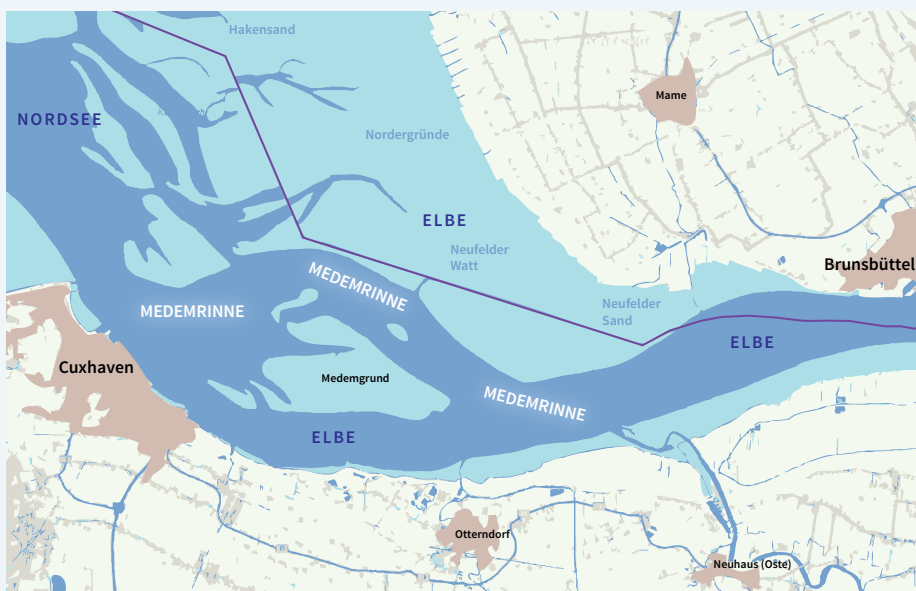 Hakensand
Mame
NORDSEE
Nordergründe
ELBE
Neufelder
Watt
Brunsbüttel
MEDEMRINNE
MEDEMRINNE
Neufelder
Sand
ELBE
Cuxhaven
Medemgrund
MEDEMRINNE
ELBE
Otterndorf
Neuhaus (Oste)